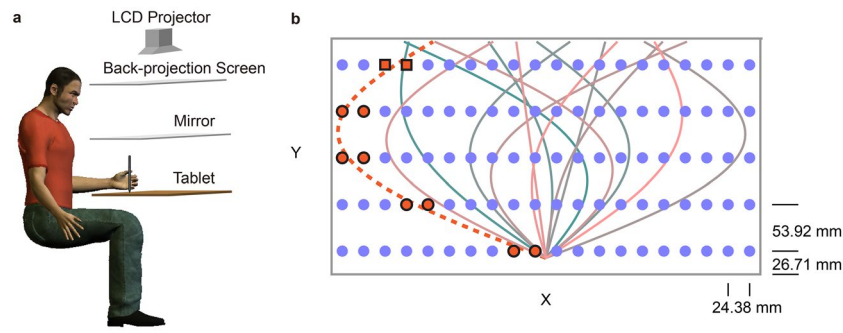 a
LCD Projector
Back-projection Screen
Mirror
Tablet
b
Y
X
53.92 mm
26.71 mm
24.38 mm